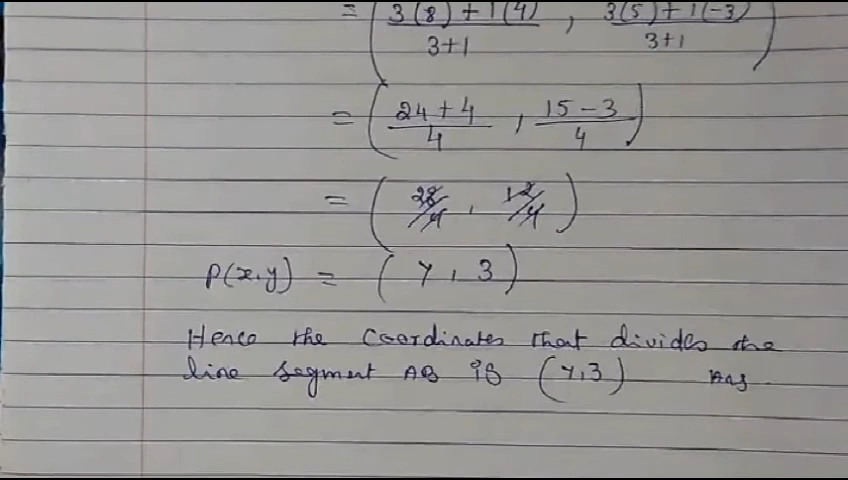 = ( 3(8)+1(4) / 3+1 , 3(5)+1(-3) / 3+1 )
= ( 24+4 / 4 , 15-3 / 4 )
= ( 28/4 , 12/4 )
P(x,y) = ( 7 , 3 )
Hence the coordinates that divides the
line segment AB is (7,3) Ans.